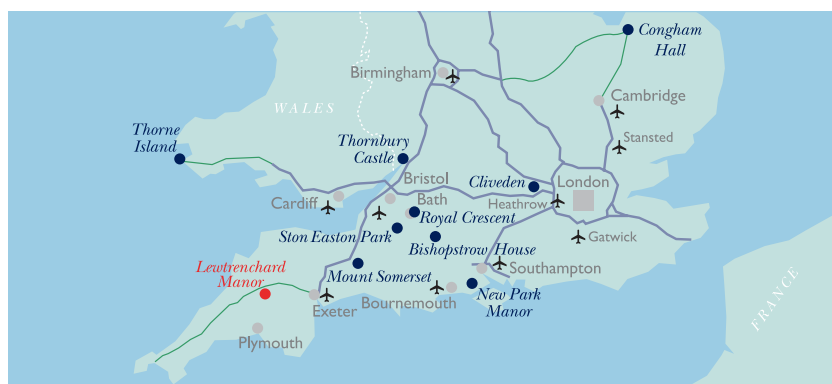 Congham
Hall
Birmingham
Cambridge
WALES
Thorne
Island
Thornbury
Castle
Stansted
Bristol
Cliveden
London
Cardiff
Bath
Heathrow
Royal Crescent
Ston Easton Park
Gatwick
Bishopstrow House
Lewtrenchard
Manor
Mount Somerset
Southampton
New Park
Manor
Bournemouth
Exeter
Plymouth
FRANCE